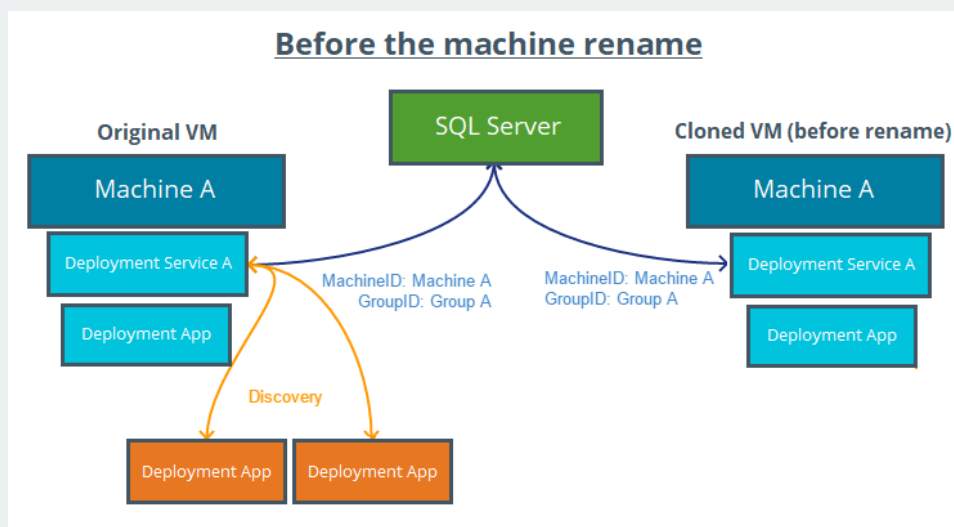 Before the machine rename
SQL Server
Original VM
Cloned VM (before rename)
Machine A
Machine A
Deployment Service A
Deployment Service A
MachineID: Machine A
GroupID: Group A
MachineID: Machine A
GroupID: Group A
Deployment App
Deployment App
Discovery
Deployment App
Deployment App